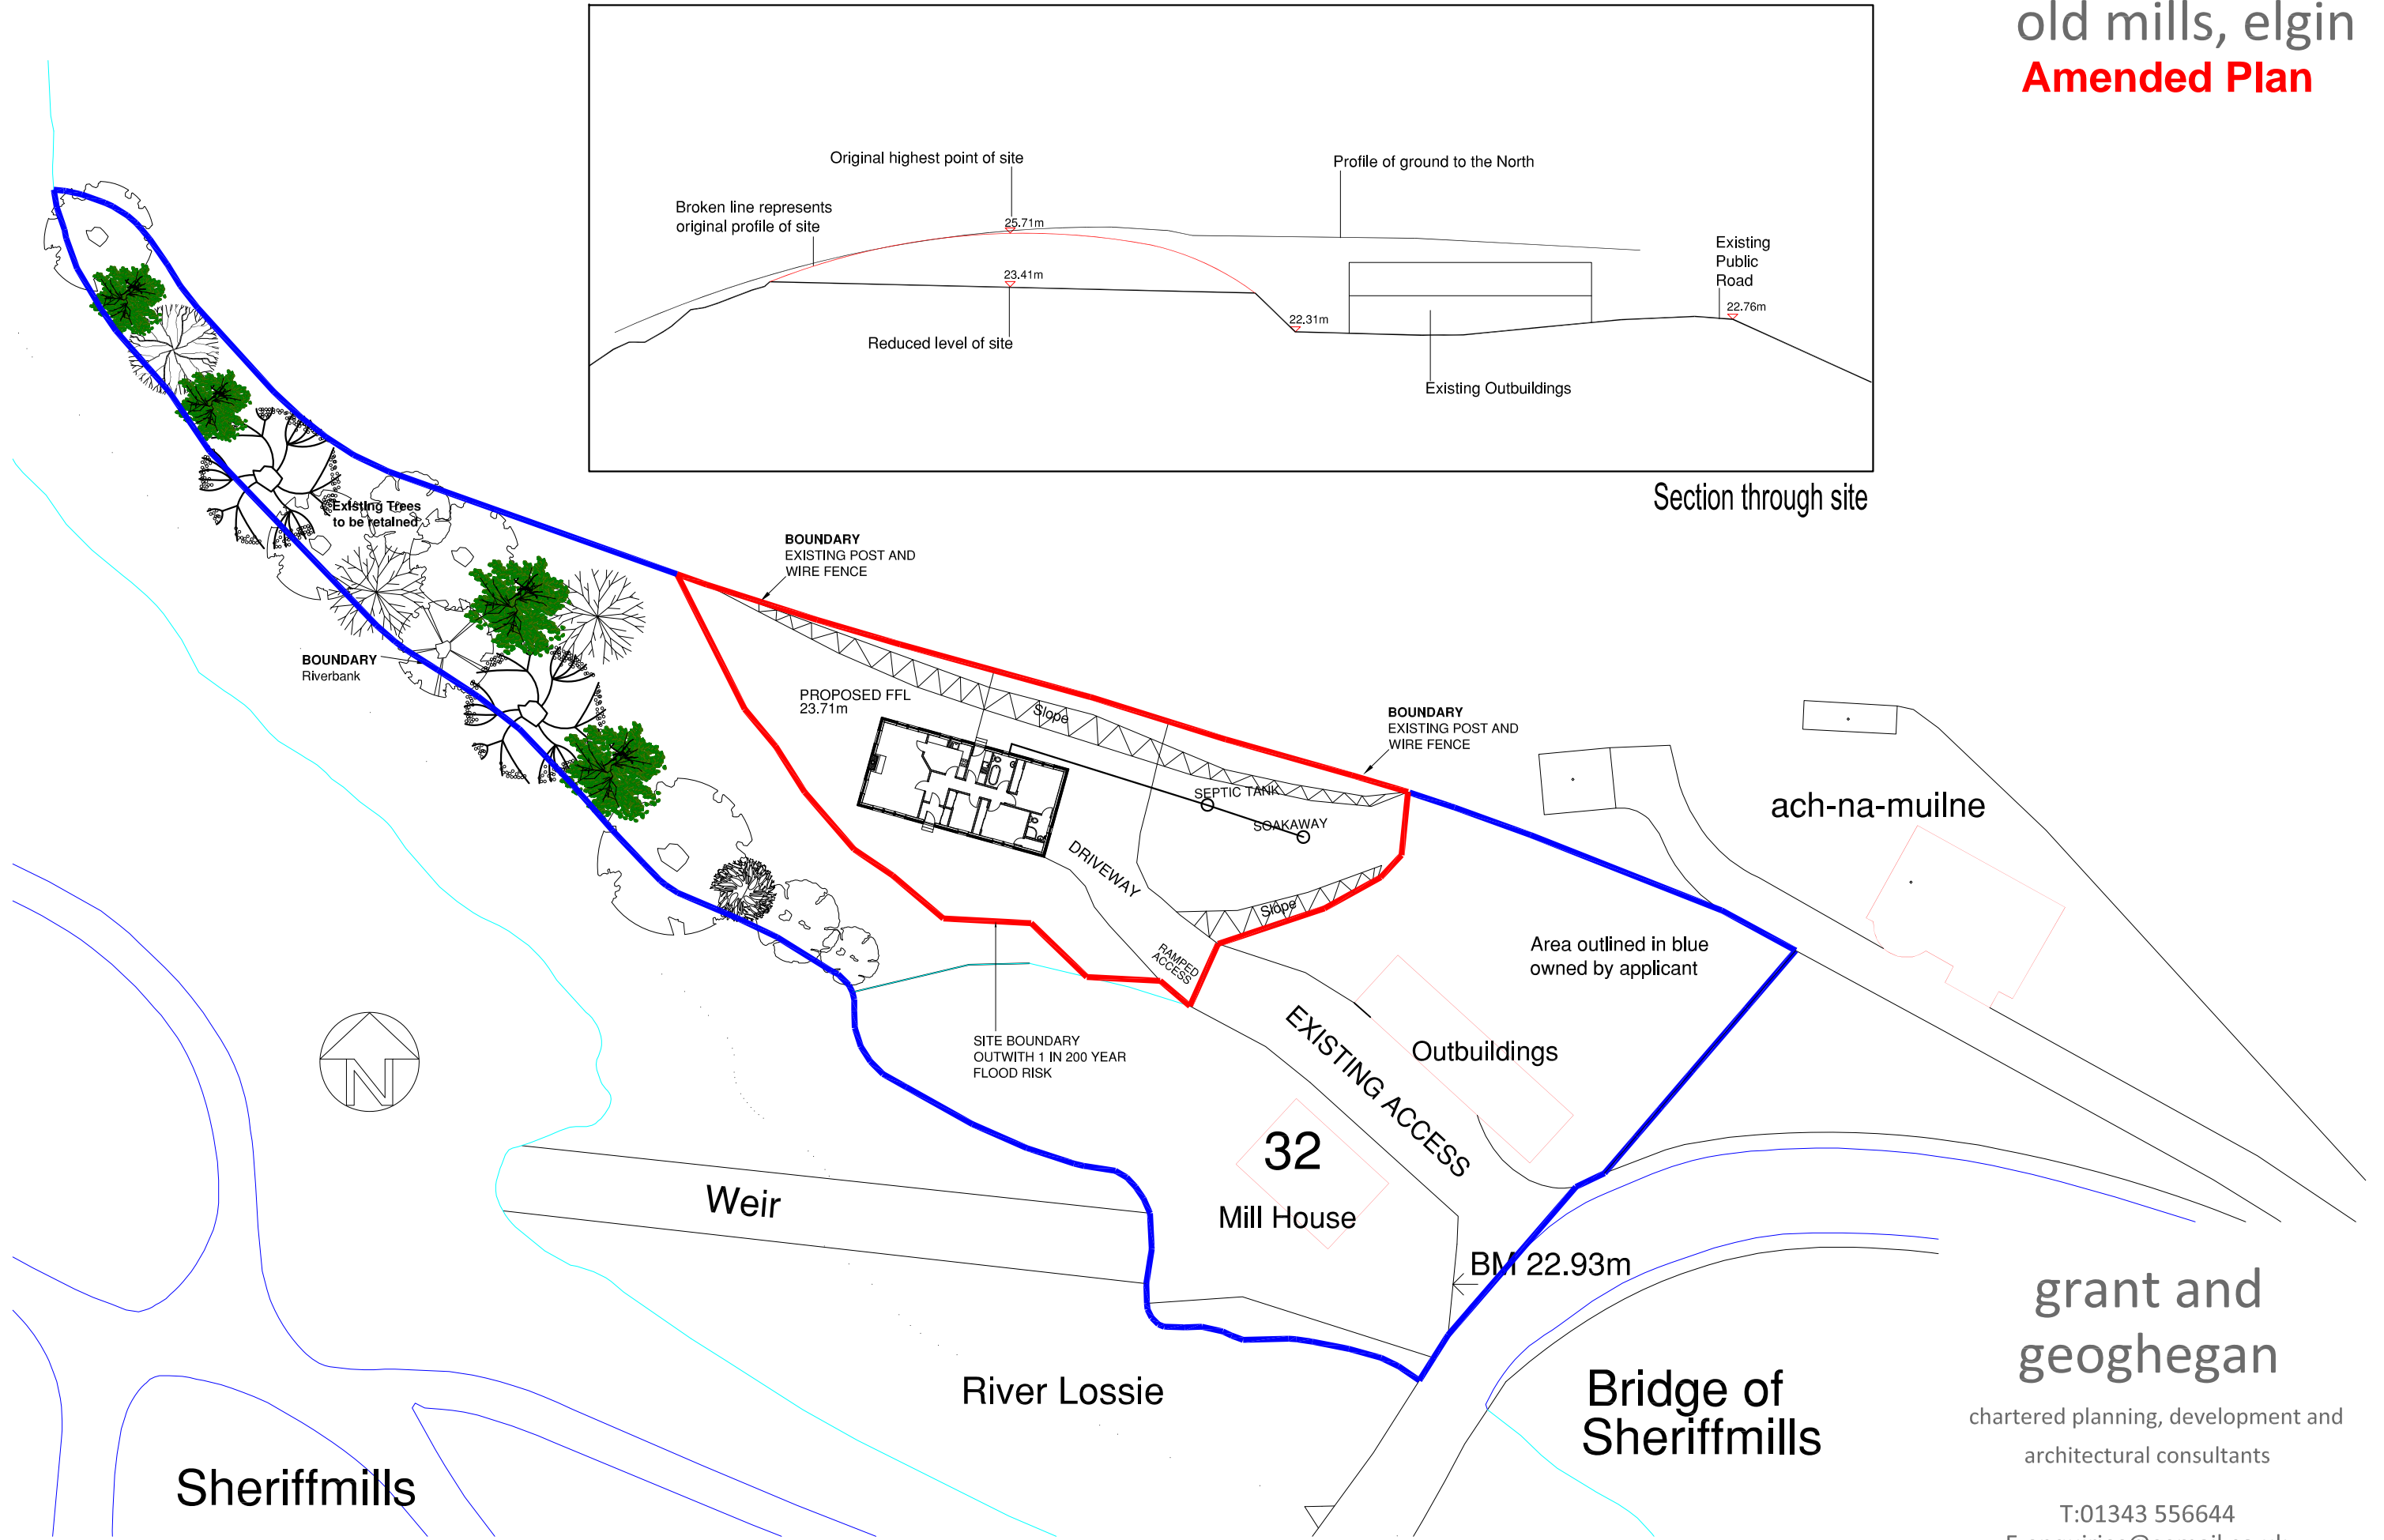 old mills, elgin
Amended Plan
Original highest point of site
Profile of ground to the North
Broken line represents
original profile of site
25.71m
Existing
Public
Road
23.41m
22.76m
22.31m
Reduced level of site
Existing Outbuildings
Section through site
Existing Trees
to be retained
BOUNDARY
EXISTING POST AND
WIRE FENCE
BOUNDARY
Riverbank
PROPOSED FFL
23.71m
Slope
BOUNDARY
EXISTING POST AND
WIRE FENCE
SEPTIC TANK
SOAKAWAY
ach-na-muilne
DRIVEWAY
Slope
RAMPED
ACCESS
Area outlined in blue
owned by applicant
SITE BOUNDARY
OUTWITH 1 IN 200 YEAR
FLOOD RISK
EXISTING ACCESS
Outbuildings
N
32
Mill House
Weir
BM 22.93m
River Lossie
Bridge of
Sheriffmills
Sheriffmills
grant and
geoghegan
chartered planning, development and
architectural consultants
T:01343 556644